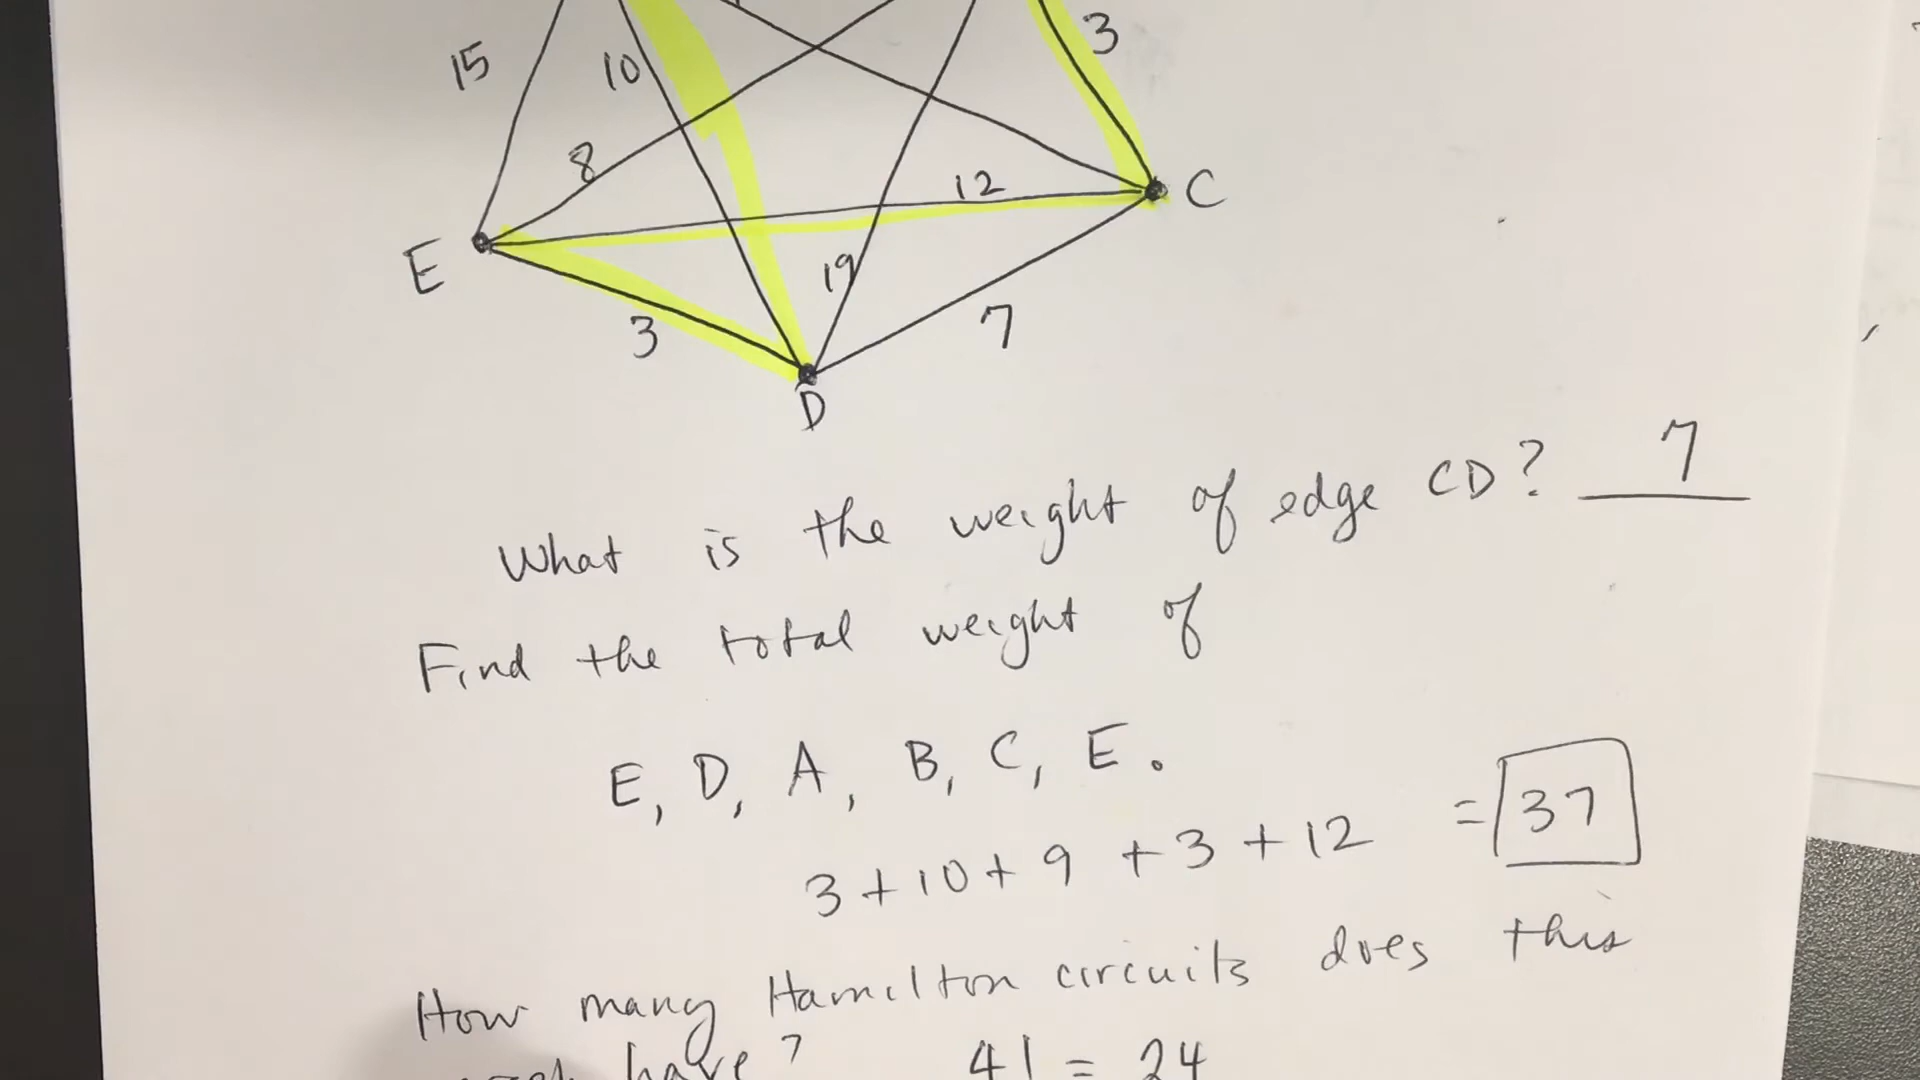 3
15
10
8
12
C
E
19
3
7
D
What is the weight of edge CD? 7
Find the total weight of
E, D, A, B, C, E.
3 + 10 + 9 + 3 + 12 = 37
How many Hamilton circuits does this
have? 4! = 24